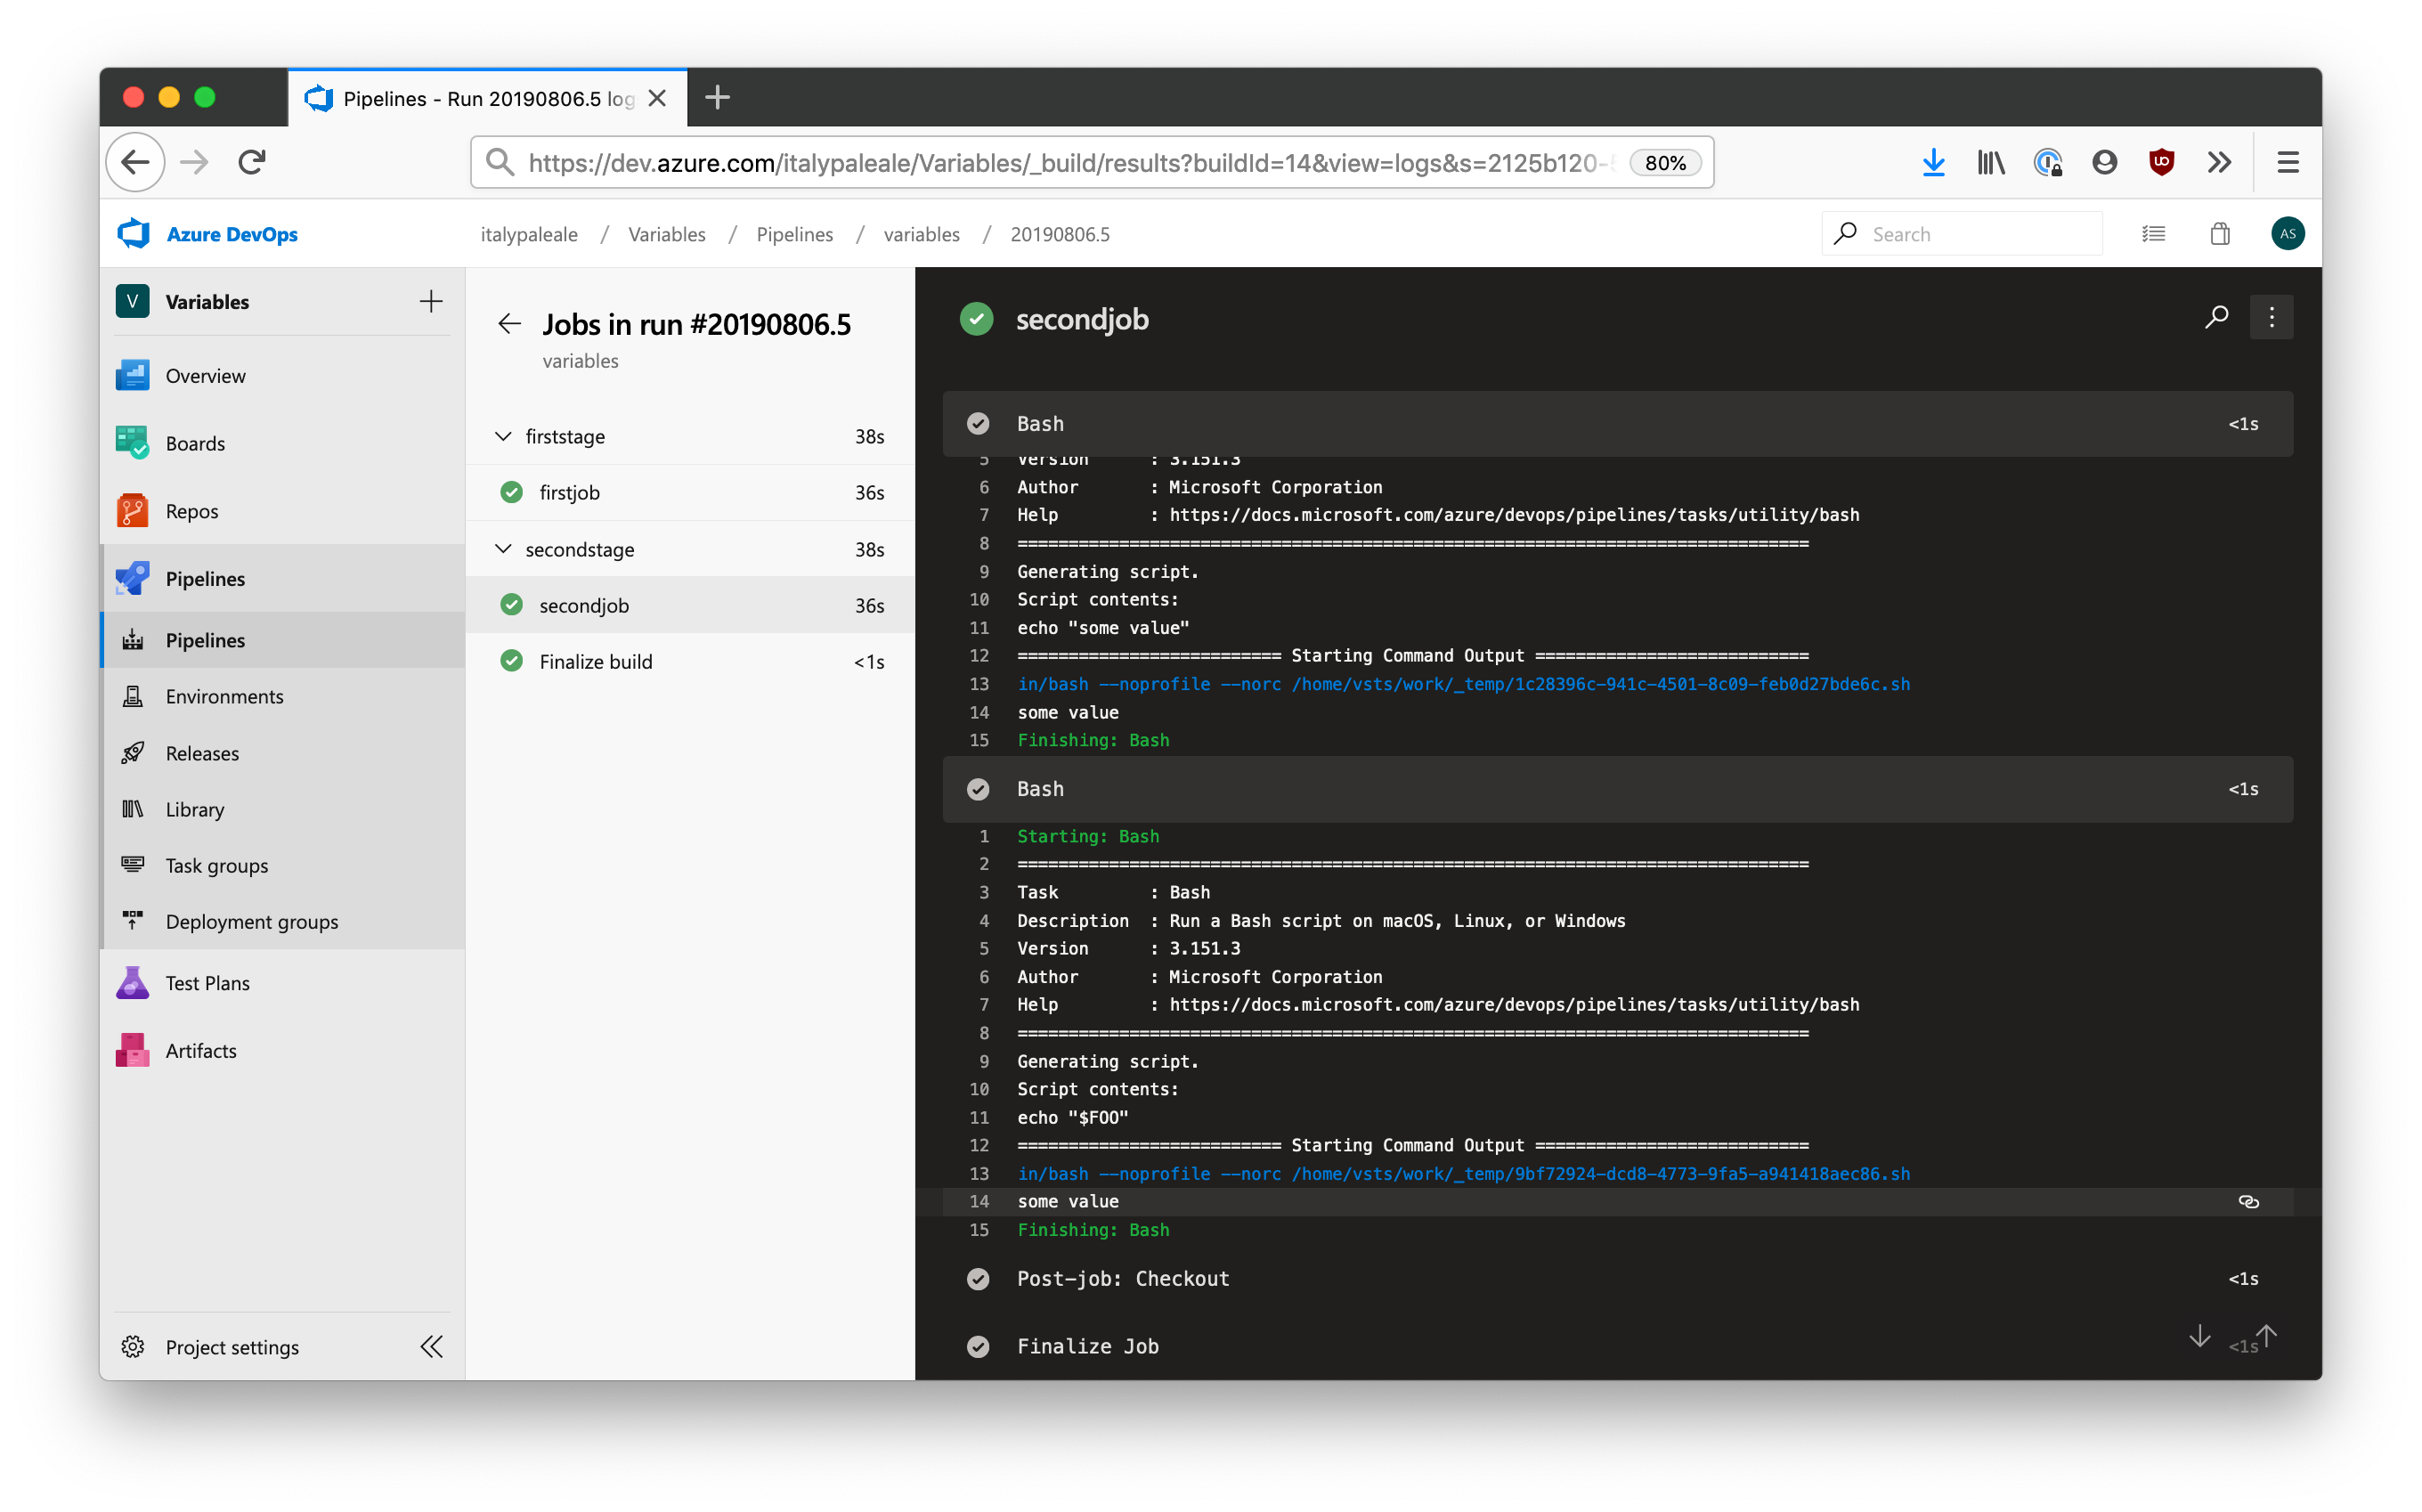 Pipelines - Run 20190806.5 log
https://dev.azure.com/italypaleale/Variables/_build/results?buildId=14&view=logs&s=2125b120-
80%
Azure DevOps
italypaleale / Variables / Pipelines / variables / 20190806.5
Search
AS
V Variables
Overview
Boards
Repos
Pipelines
Pipelines
Environments
Releases
Library
Task groups
Deployment groups
Test Plans
Artifacts
Project settings
Jobs in run #20190806.5
variables
firststage 38s
firstjob 36s
secondstage 38s
secondjob 36s
Finalize build <1s
secondjob
Bash <1s
5 Version : 3.151.3
6 Author : Microsoft Corporation
7 Help : https://docs.microsoft.com/azure/devops/pipelines/tasks/utility/bash
8 ==============================================================================
9 Generating script.
10 Script contents:
11 echo "some value"
12 ========================== Starting Command Output ===========================
13 in/bash --noprofile --norc /home/vsts/work/_temp/1c28396c-941c-4501-8c09-feb0d27bde6c.sh
14 some value
15 Finishing: Bash
Bash <1s
1 Starting: Bash
2 ==============================================================================
3 Task : Bash
4 Description : Run a Bash script on macOS, Linux, or Windows
5 Version : 3.151.3
6 Author : Microsoft Corporation
7 Help : https://docs.microsoft.com/azure/devops/pipelines/tasks/utility/bash
8 ==============================================================================
9 Generating script.
10 Script contents:
11 echo "$FOO"
12 ========================== Starting Command Output ===========================
13 in/bash --noprofile --norc /home/vsts/work/_temp/9bf72924-dcd8-4773-9fa5-a941418aec86.sh
14 some value
15 Finishing: Bash
Post-job: Checkout <1s
Finalize Job <1s